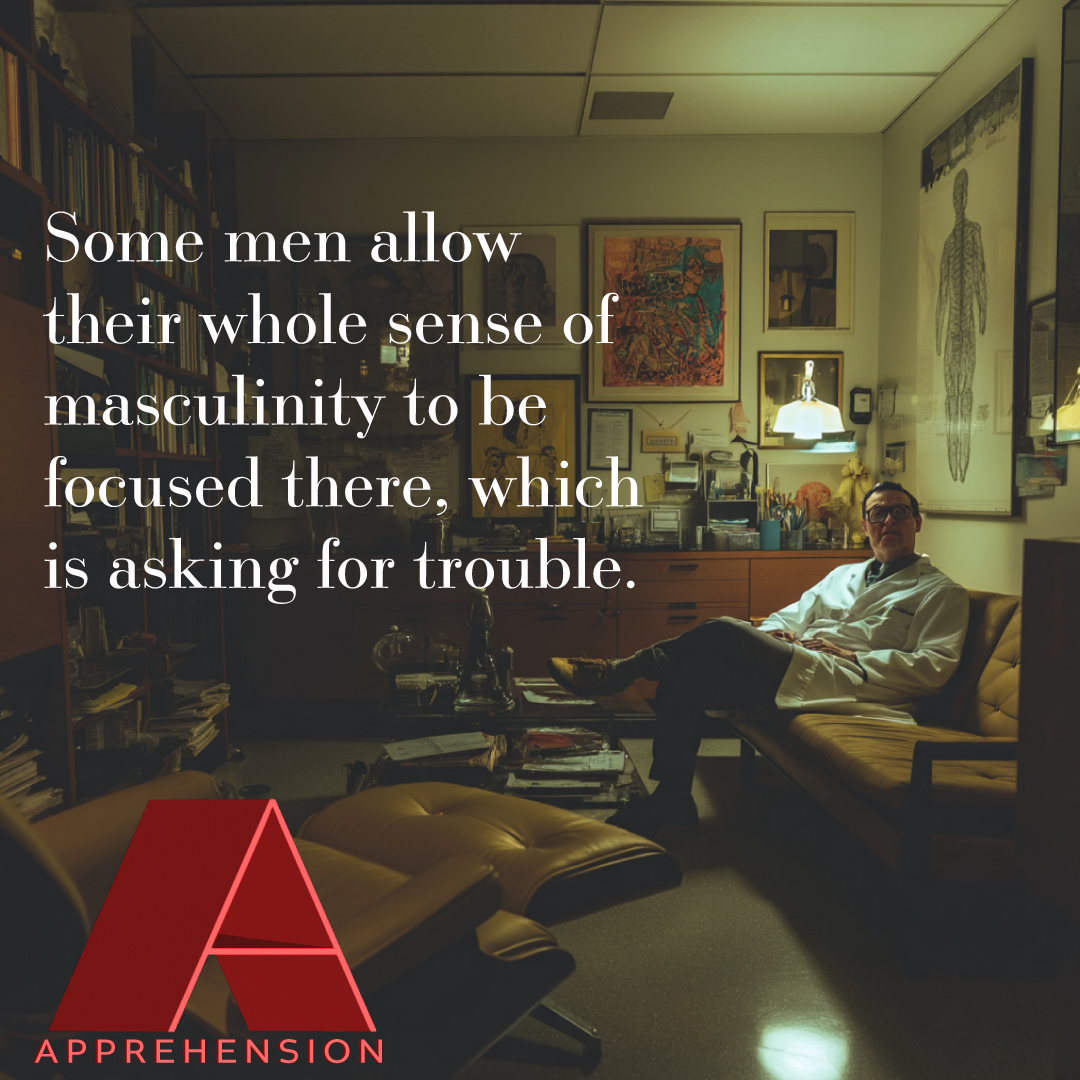 Some men allow
their whole sense of
masculinity to be
focused there, which
is asking for trouble.
APPREHENSION